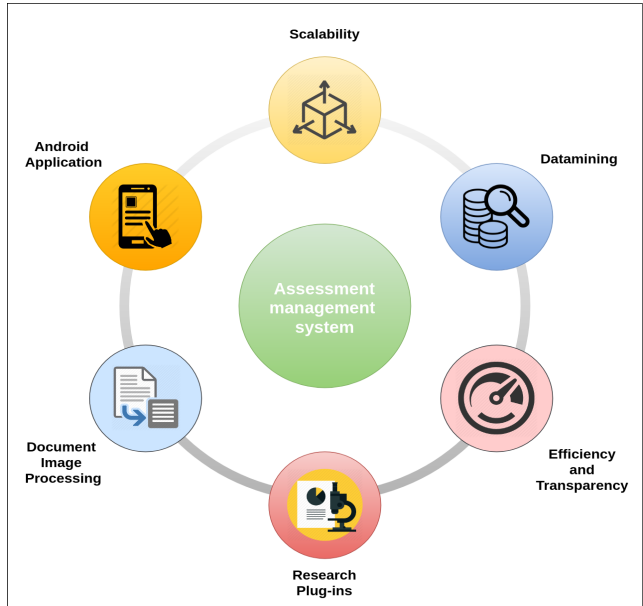 Scalability
Android
Application
Datamining
Assessment
management
system
Document
Image
Processing
Efficiency
and
Transparency
Research
Plug-ins